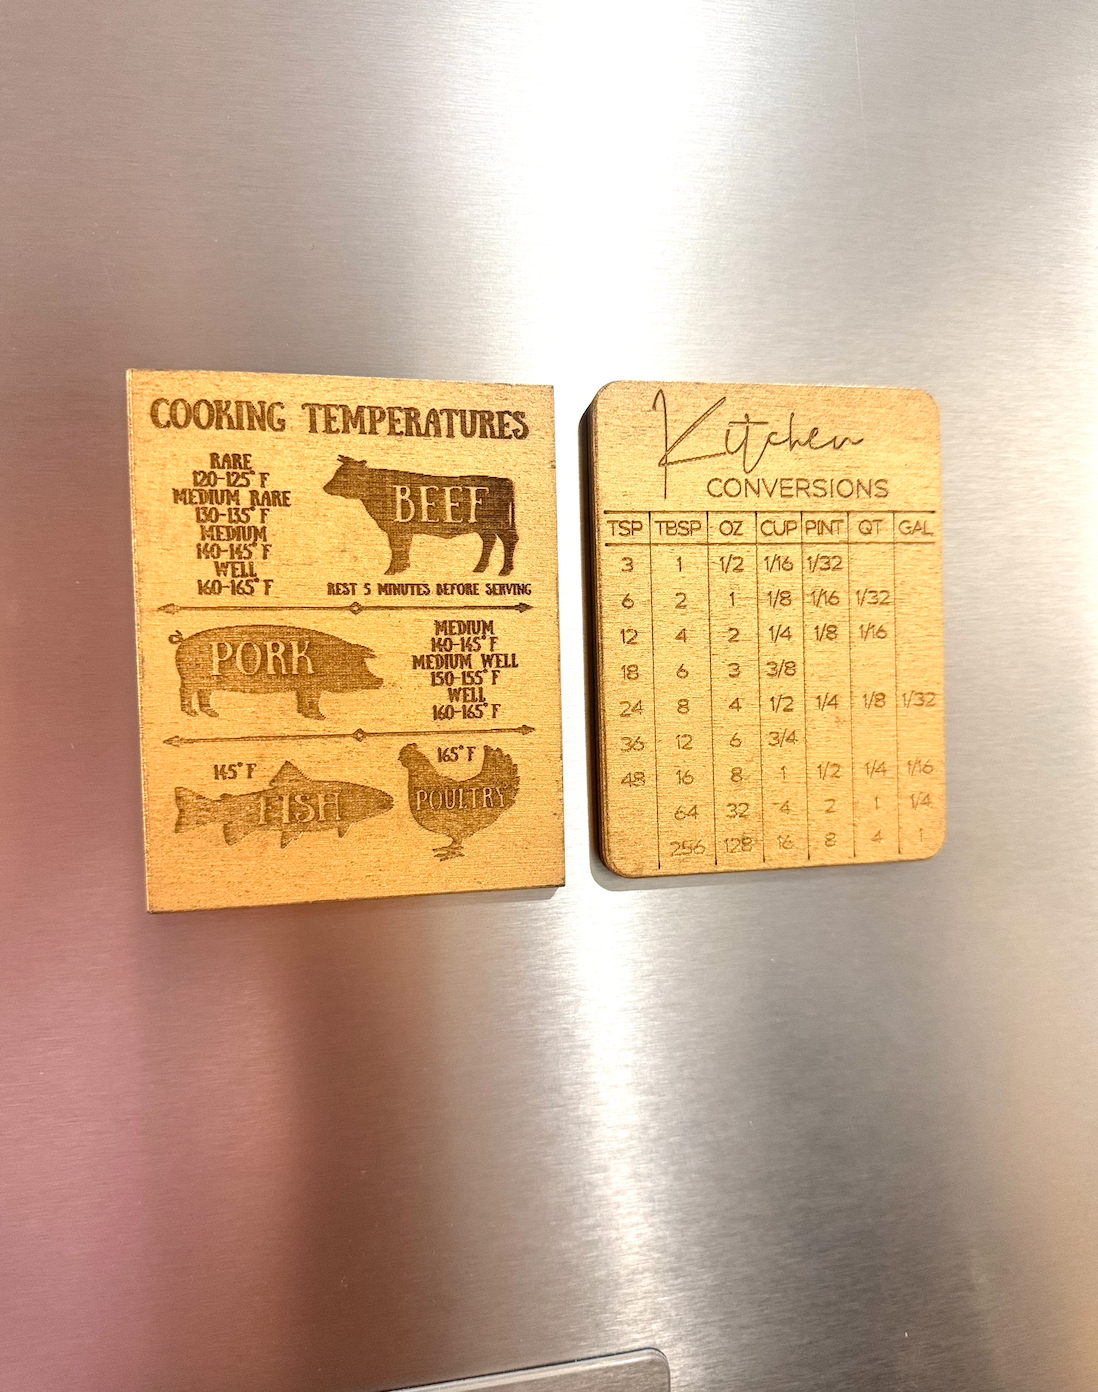 COOKING TEMPERATURES
RARE
120-125° F
MEDIUM RARE
130-135° F
MEDIUM
140-145° F
WELL
160-165° F
BEEF
REST 5 MINUTES BEFORE SERVING
PORK
MEDIUM
140-145° F
MEDIUM WELL
150-155° F
WELL
160-165° F
145° F
FISH
165° F
POULTRY
Kitchen
CONVERSIONS
TSP TBSP OZ CUP PINT QT GAL
3 1 1/2 1/16 1/32
6 2 1 1/8 1/16 1/32
12 4 2 1/4 1/8 1/16
18 6 3 3/8
24 8 4 1/2 1/4 1/8 1/32
36 12 6 3/4
48 16 8 1 1/2 1/4 1/16
64 32 4 2 1 1/4
256 128 16 8 4 1